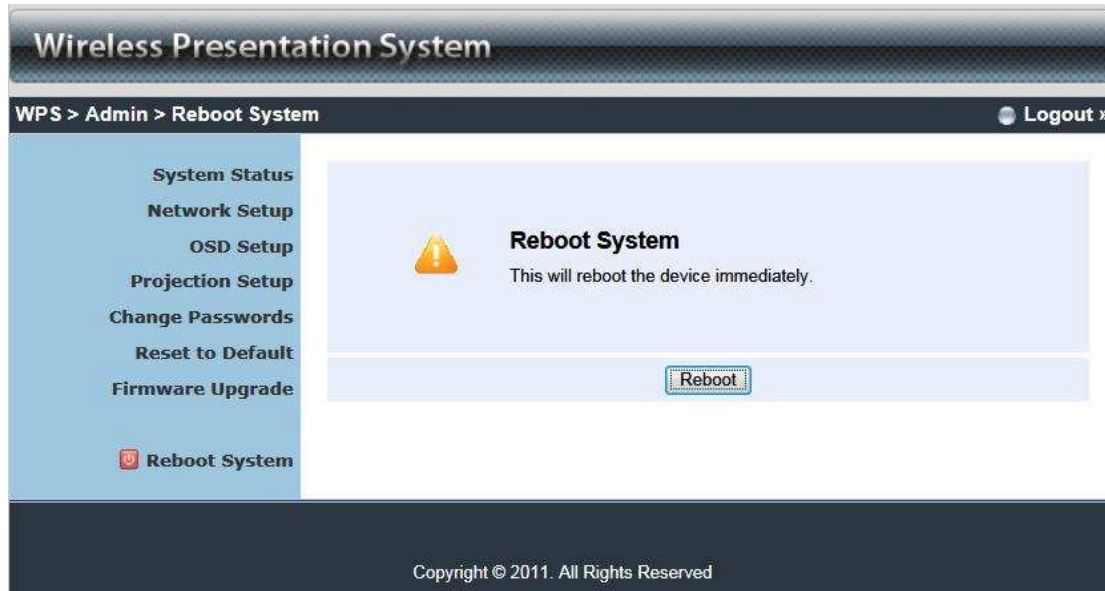 Wireless Presentation System
WPS > Admin > Reboot System
Logout »
System Status
Network Setup
OSD Setup
Projection Setup
Change Passwords
Reset to Default
Firmware Upgrade
Reboot System
Reboot System
This will reboot the device immediately.
Reboot
Copyright © 2011. All Rights Reserved